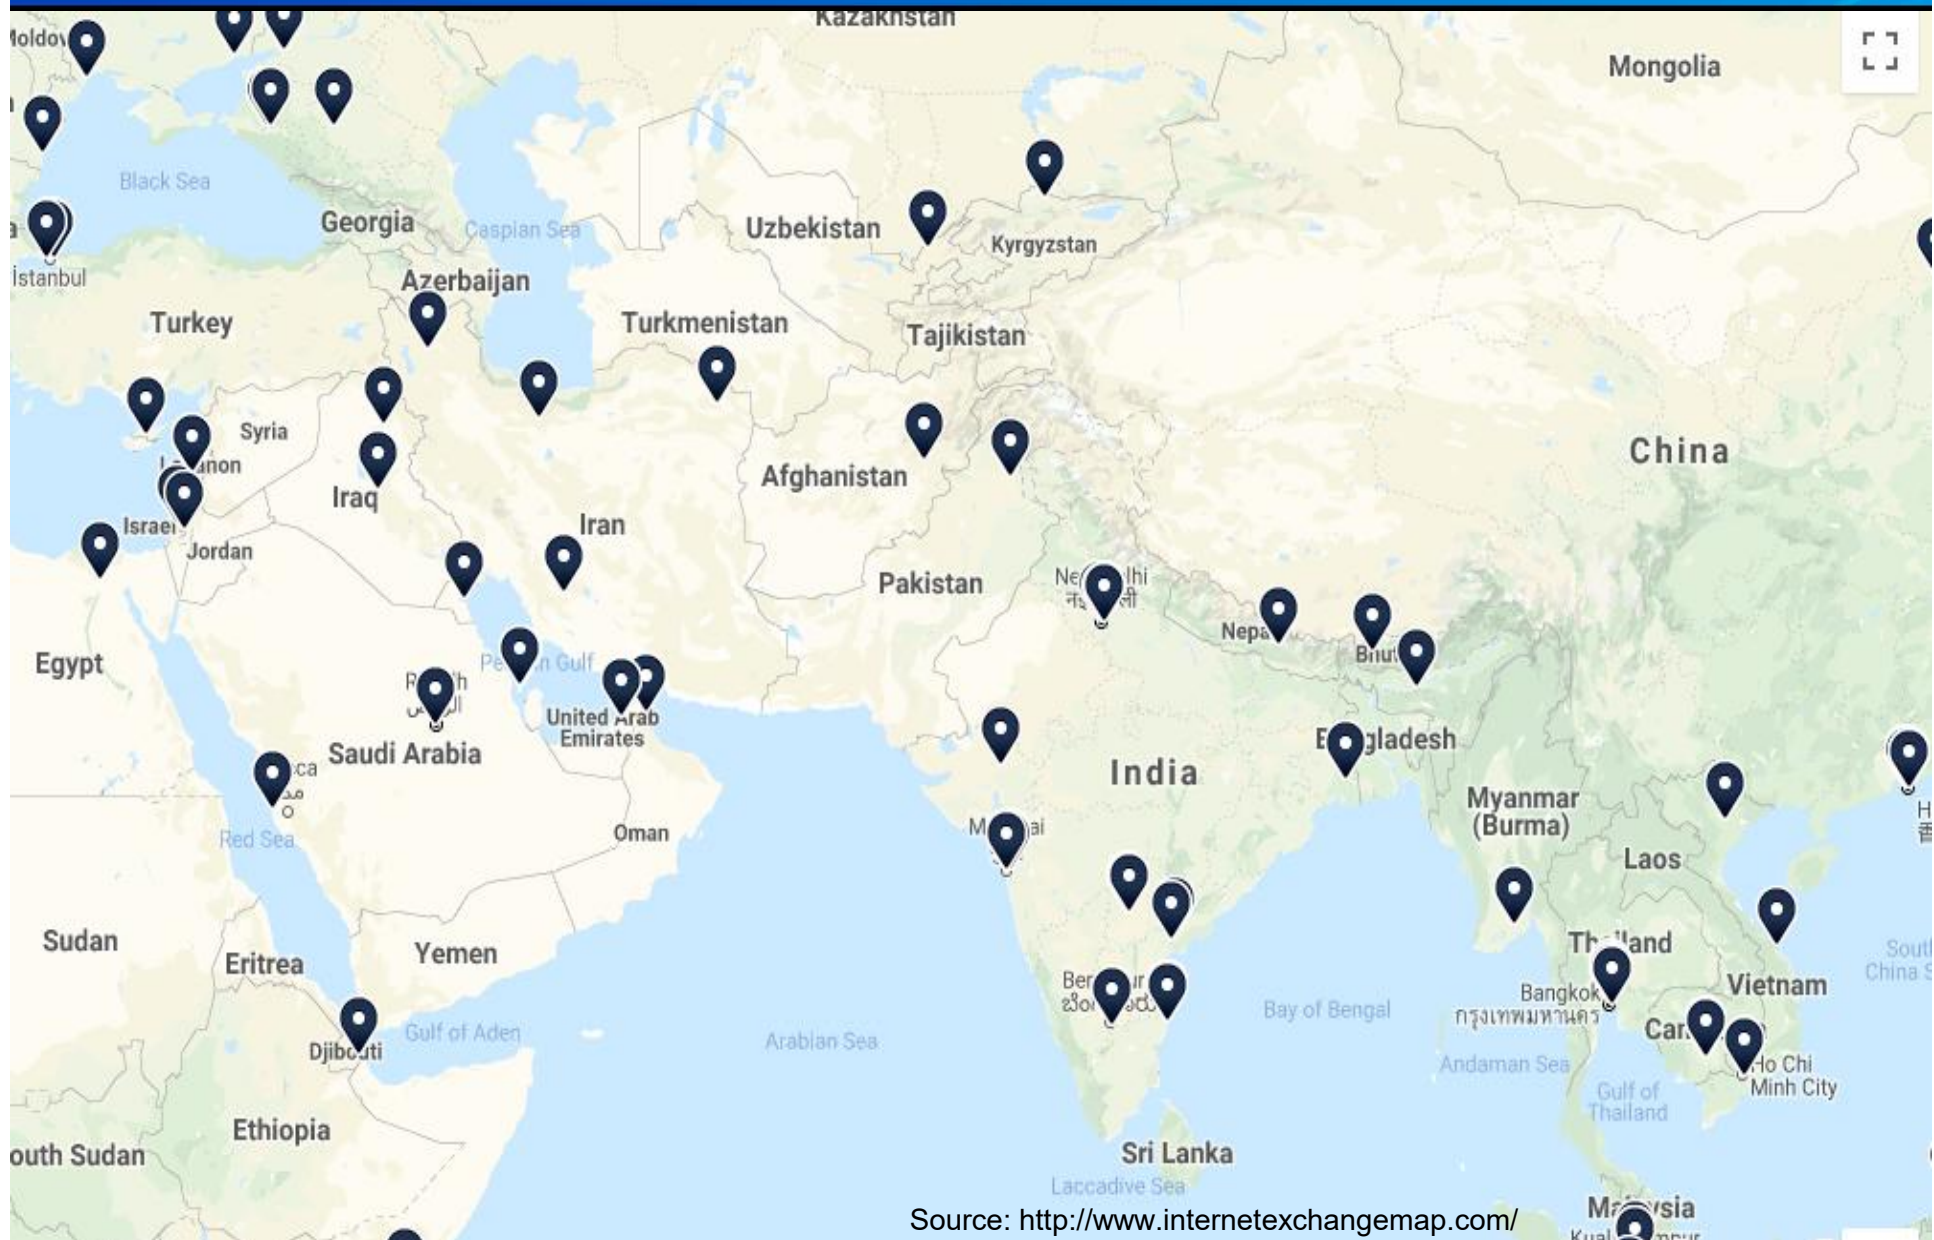 Kazakhstan
Mongolia
Black Sea
Georgia
Caspian Sea
Uzbekistan
Kyrgyzstan
İstanbul
Azerbaijan
Turkey
Turkmenistan
Tajikistan
Syria
Afghanistan
China
Iraq
Israel
Iran
Jordan
Pakistan
Egypt
United Arab
Emirates
Saudi Arabia
India
Myanmar
(Burma)
Oman
Red Sea
Laos
Sudan
Eritrea
Yemen
Vietnam
Bangkok
กรุงเทพมหานคร
Bay of Bengal
Gulf of Aden
Arabian Sea
Andaman Sea
Ho Chi
Minh City
Gulf of
Thailand
Ethiopia
outh Sudan
Sri Lanka
Laccadive Sea
Source: http://www.internetexchangemap.com/